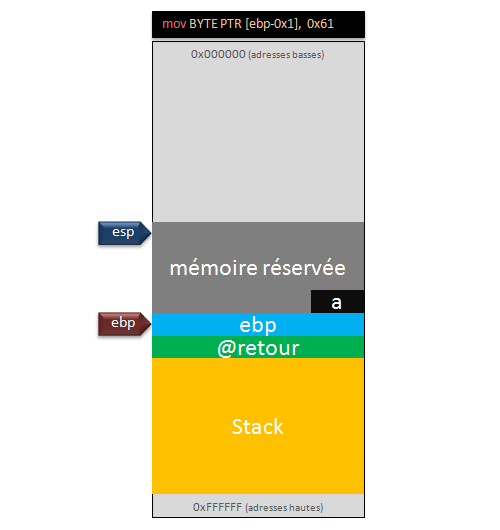 mov BYTE PTR [ebp-0x1], 0x61
0x000000 (adresses basses)
esp
mémoire réservée
a
ebp
ebp
@retour
Stack
0xFFFFFF (adresses hautes)